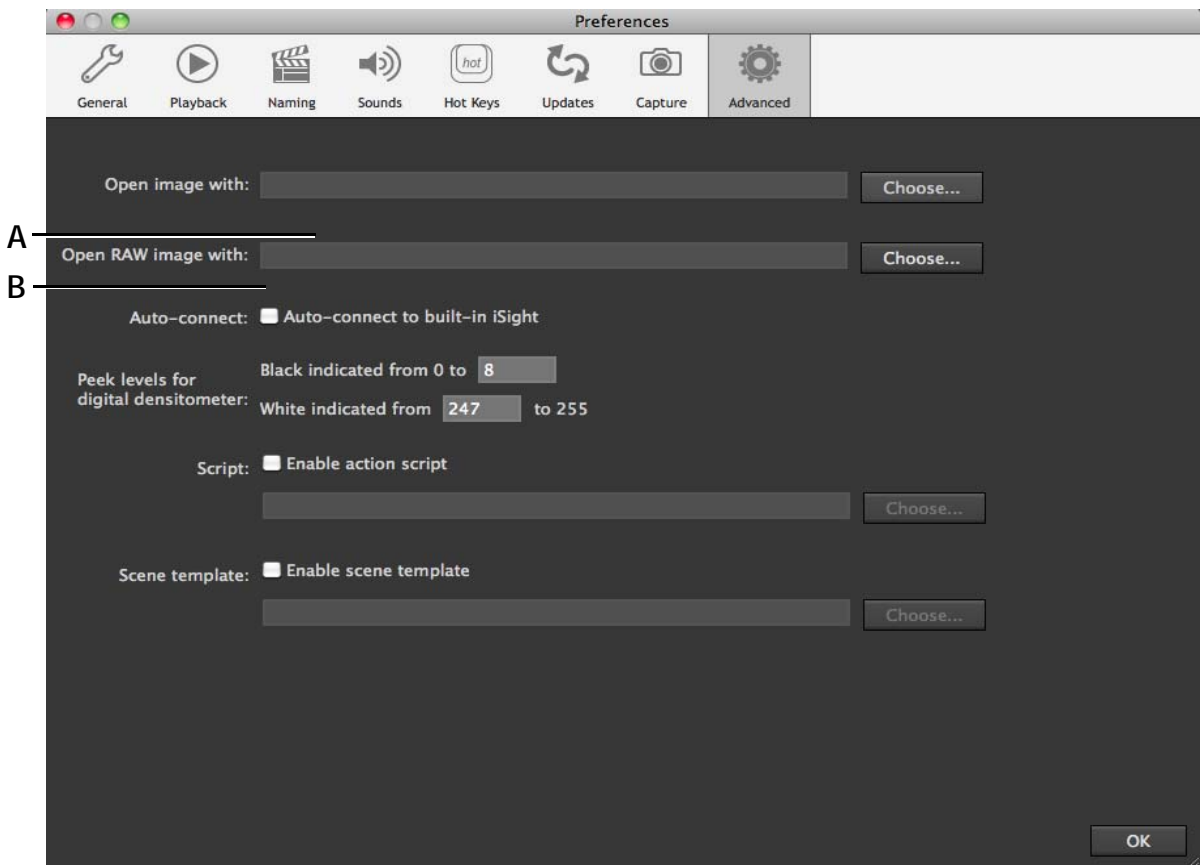 Preferences
General Playback Naming Sounds hot Hot Keys Updates Capture Advanced
Open image with: Choose...
A
Open RAW image with: Choose...
B
Auto-connect: Auto-connect to built-in iSight
Peek levels for digital densitometer:
Black indicated from 0 to 8
White indicated from 247 to 255
Script: Enable action script
Choose...
Scene template: Enable scene template
Choose...
OK